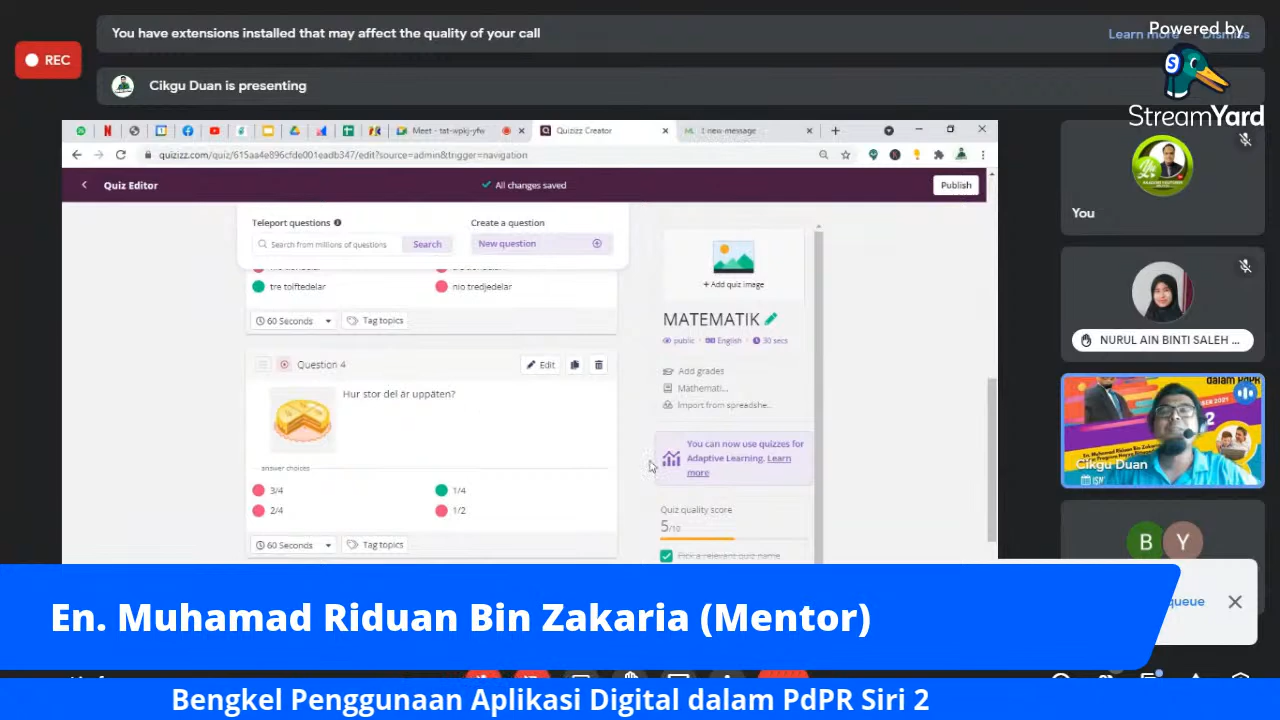 You have extensions installed that may affect the quality of your call
Learn more
Dismiss
Powered by
StreamYard
REC
Cikgu Duan is presenting
Meet - tat-wpkj-yfw
Quizizz Creator
1 new message
quizizz.com/quiz/615aa4e896cfde001eadb347/edit?source=admin&trigger=navigation
Quiz Editor
All changes saved
Publish
Teleport questions
Search from millions of questions
Search
Create a question
New question
tre tolftedelar
nio tredjedelar
60 Seconds
Tag topics
Question 4
Edit
Hur stor del är uppäten?
answer choices
3/4
1/4
2/4
1/2
60 Seconds
Tag topics
+ Add quiz image
MATEMATIK
public
English
30 secs
Add grades
Mathemati...
Import from spreadshe...
You can now use quizzes for
Adaptive Learning. Learn
more
Quiz quality score
5/10
Pick a relevant quiz name
You
NURUL AIN BINTI SALEH ...
dalam PdPR
2
Cikgu Duan
B
Y
queue
En. Muhamad Riduan Bin Zakaria (Mentor)
Bengkel Penggunaan Aplikasi Digital dalam PdPR Siri 2